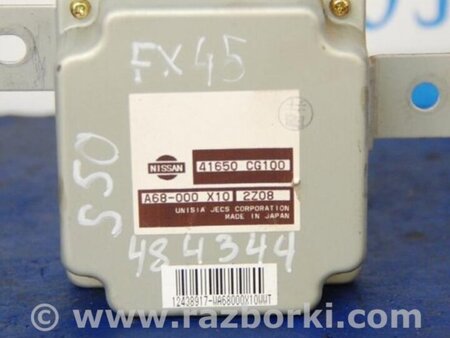 FX45
NISSAN
41650 CG100
A68-000 X10 2Z08
UNISIA JECS CORPORATION
MADE IN JAPAN
S50
484344
12438917-WA68000X10WWT
www.razborki.com